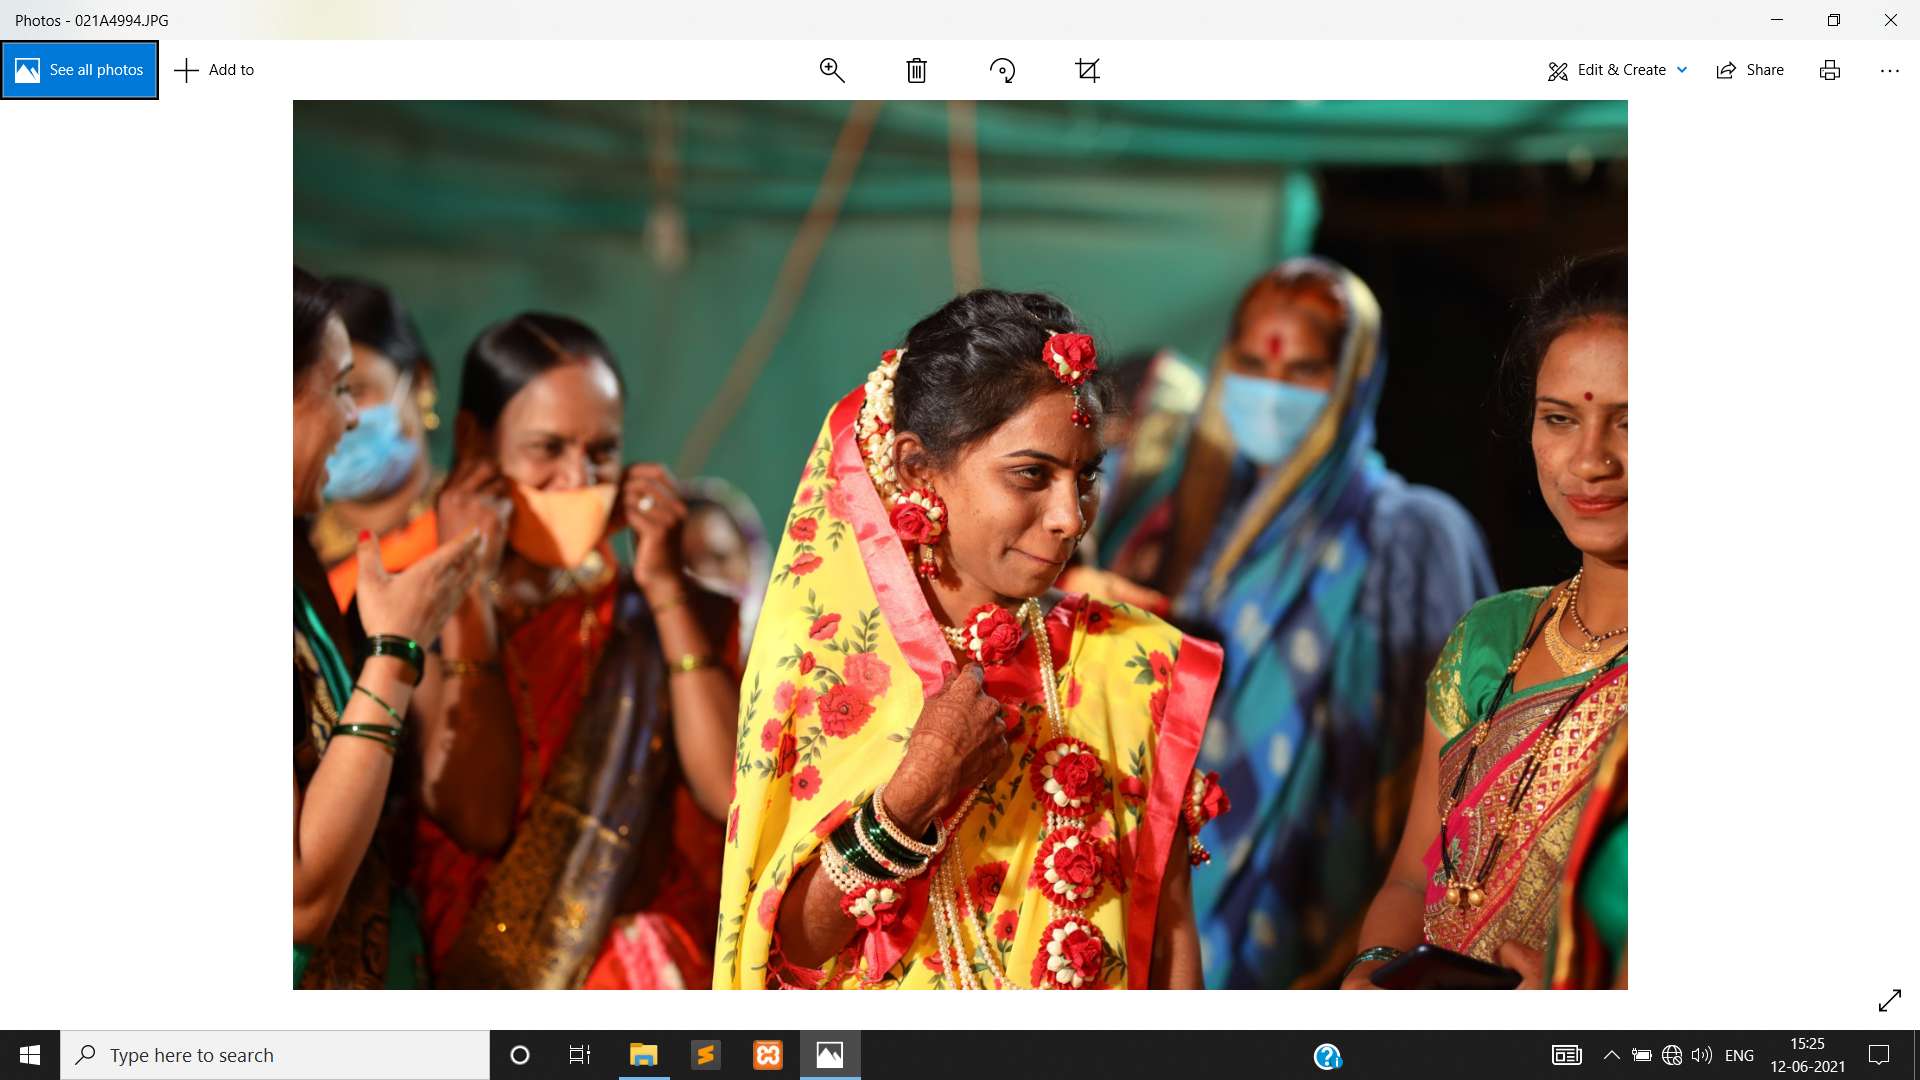 Photos - 021A4994.JPG
See all photos
Add to
Edit & Create
Share
Type here to search
ENG
15:25
12-06-2021